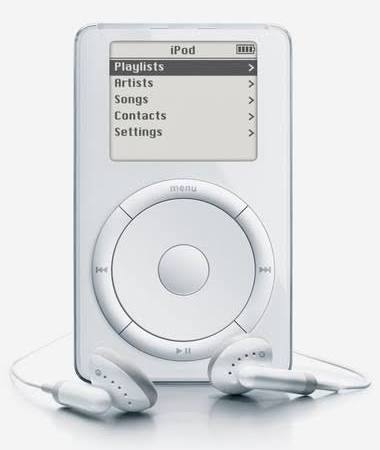 iPod
Playlists >
Artists >
Songs >
Contacts >
Settings >
menu